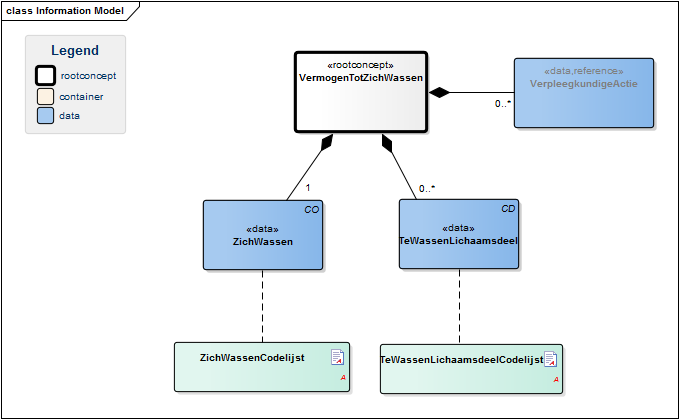 class Information Model
Legend
rootconcept
container
data
«rootconcept»
VermogenTotZichWassen
«data,reference»
VerpleegkundigeActie
0..*
1
0..*
CO
«data»
ZichWassen
CD
«data»
TeWassenLichaamsdeel
ZichWassenCodelijst
A
TeWassenLichaamsdeelCodelijst
A